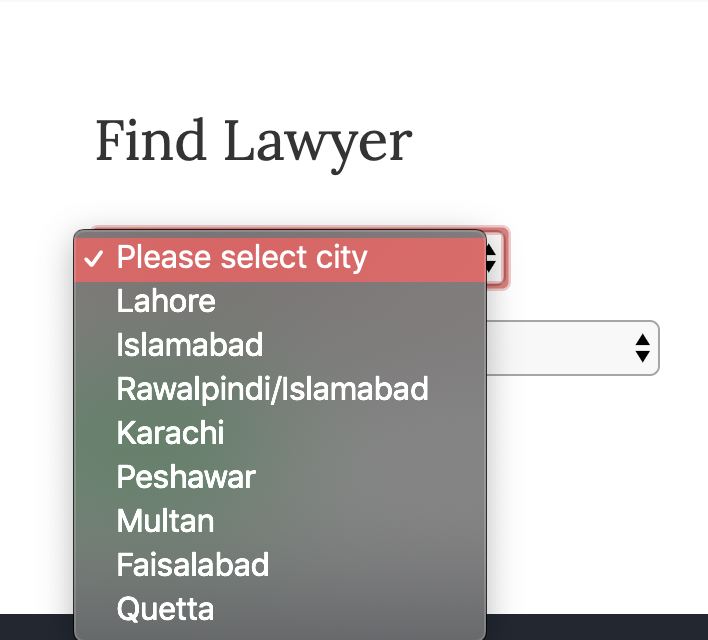 Find Lawyer
Please select city
Lahore
Islamabad
Rawalpindi/Islamabad
Karachi
Peshawar
Multan
Faisalabad
Quetta